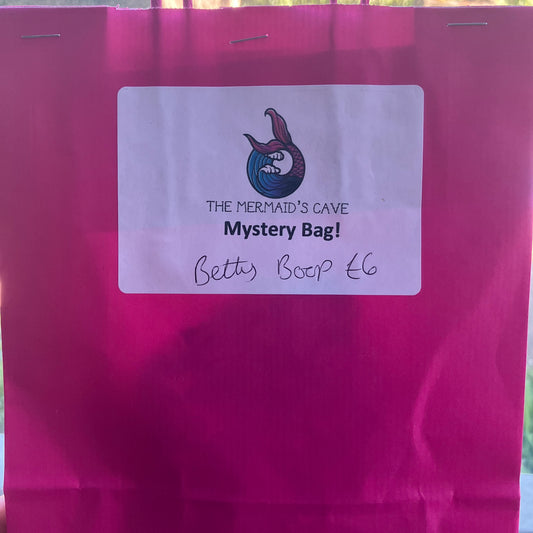 THE MERMAID'S CAVE
Mystery Bag!
Betty Boop £6